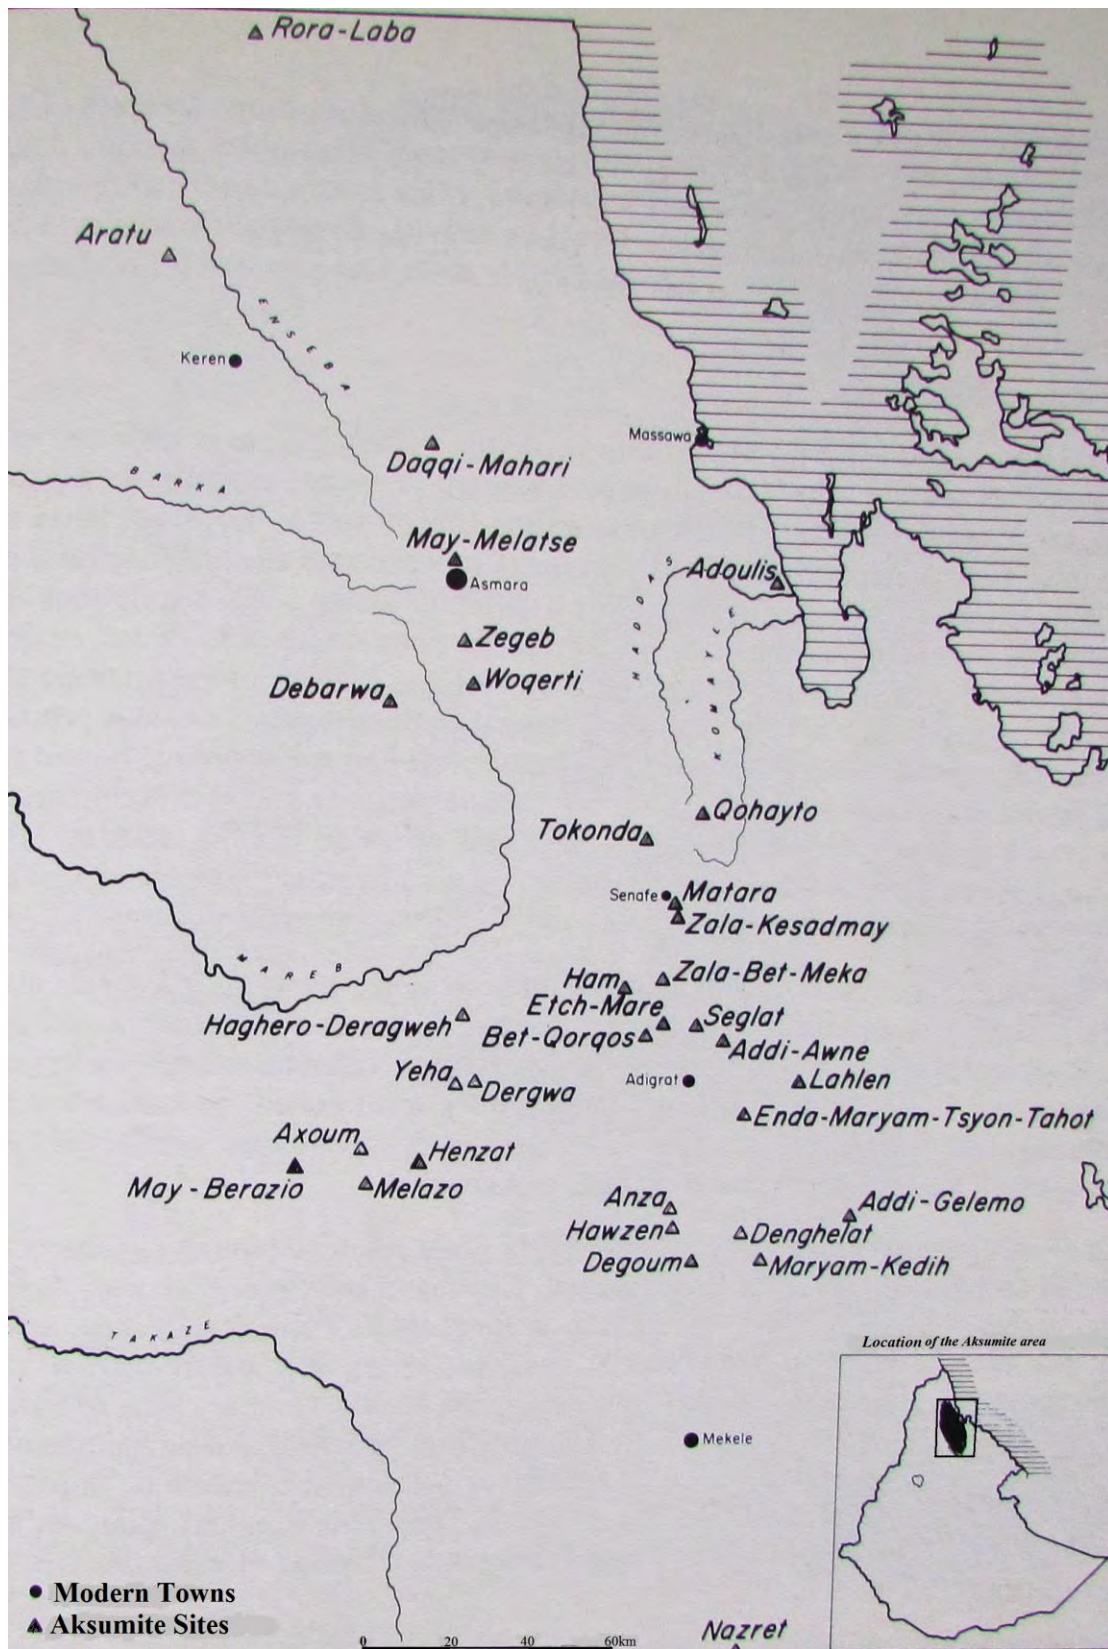 Rora-Laba
Aratu
ENSEBA
Keren
Massawa
Daqqi-Mahari
BARKA
May-Melatse
Asmara
HADDAS
Adoulis
KOMAYLE
Zegeb
Woqerti
Debarwa
Qohayto
Tokonda
Senafe
Matara
Zala-Kesadmay
MAREB
Ham
Zala-Bet-Meka
Etch-Mare
Seglat
Haghero-Deragweh
Bet-Qorqos
Addi-Awne
Yeha
Dergwa
Adigrat
Lahlen
Enda-Maryam-Tsyon-Tahot
Axoum
Henzat
May-Berazio
Melazo
Anza
Addi-Gelemo
Hawzen
Denghelat
Degoum
Maryam-Kedih
TAKAZE
Location of the Aksumite area
Mekele
Modern Towns
Aksumite Sites
0 20 40 60km
Nazret